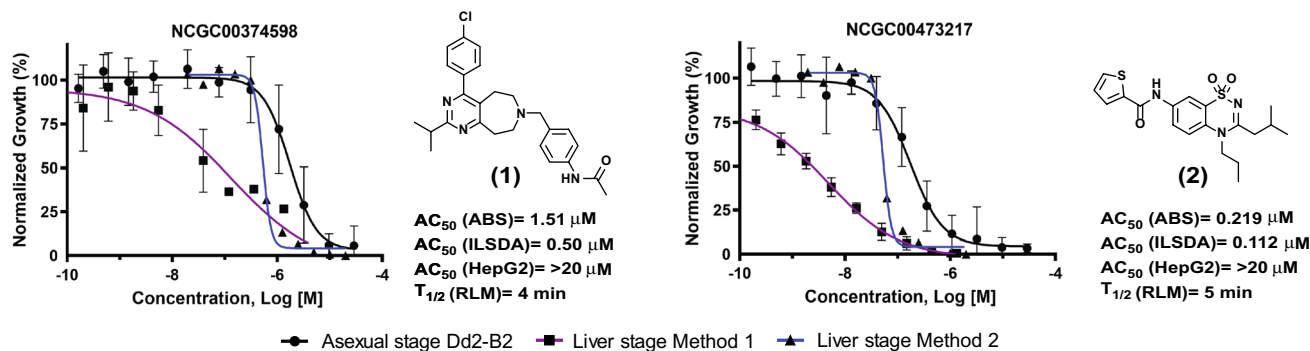 NCGC00374598
Normalized Growth (%)
100
75
50
25
0
-10
-8
-6
-4
Concentration, Log [M]
Cl
N
N
N
O
NH
(1)
AC50 (ABS)= 1.51 μM
AC50 (ILSDA)= 0.50 μM
AC50 (HepG2)= >20 μM
T1/2 (RLM)= 4 min
NCGC00473217
Normalized Growth (%)
100
75
50
25
0
-10
-8
-6
-4
Concentration, Log [M]
S
H
N
O
O O
S
N
N
(2)
AC50 (ABS)= 0.219 μM
AC50 (ILSDA)= 0.112 μM
AC50 (HepG2)= >20 μM
T1/2 (RLM)= 5 min
Asexual stage Dd2-B2 Liver stage Method 1 Liver stage Method 2